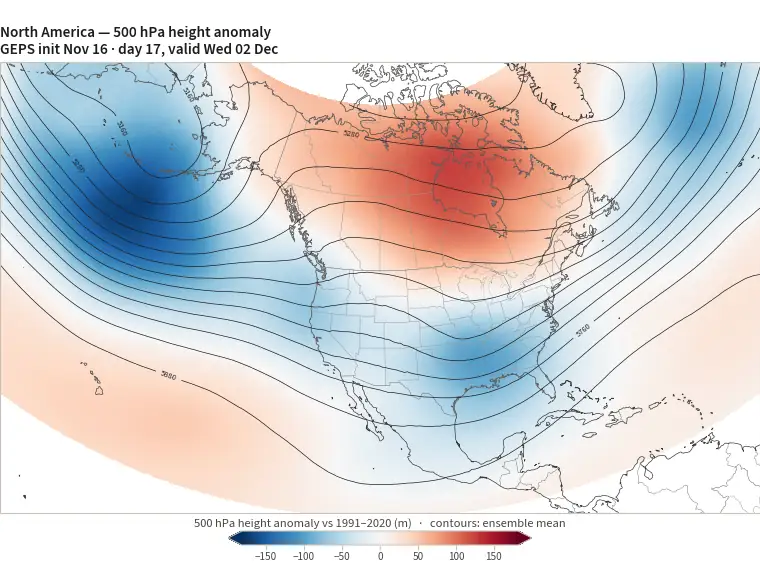 North America — 500 hPa height anomaly
GEPS init Nov 16 · day 17, valid Wed 02 Dec
5280
5880
5760
500 hPa height anomaly vs 1991–2020 (m) · contours: ensemble mean
−150 −100 −50 0 50 100 150